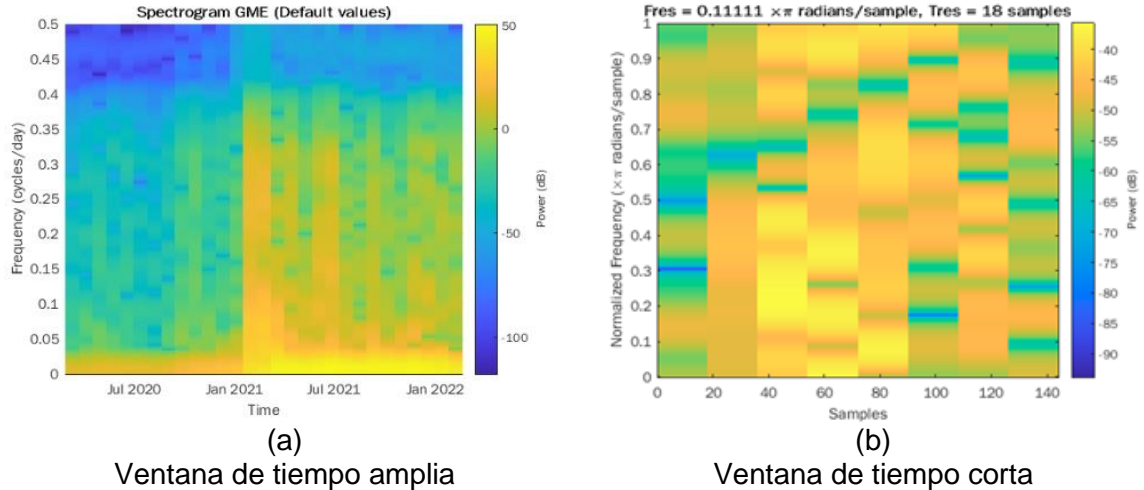 Spectrogram GME (Default values)
0.5
0.45
0.4
0.35
0.3
0.25
0.2
0.15
0.1
0.05
0
Frequency (cycles/day)
Jul 2020
Jan 2021
Jul 2021
Jan 2022
Time
50
0
-50
-100
Power (dB)
(a)
Ventana de tiempo amplia
Fres = 0.11111 ×π radians/sample, Tres = 18 samples
1
0.9
0.8
0.7
0.6
0.5
0.4
0.3
0.2
0.1
0
Normalized Frequency (×π radians/sample)
0
20
40
60
80
100
120
140
Samples
-40
-45
-50
-55
-60
-65
-70
-75
-80
-85
-90
Power (dB)
(b)
Ventana de tiempo corta